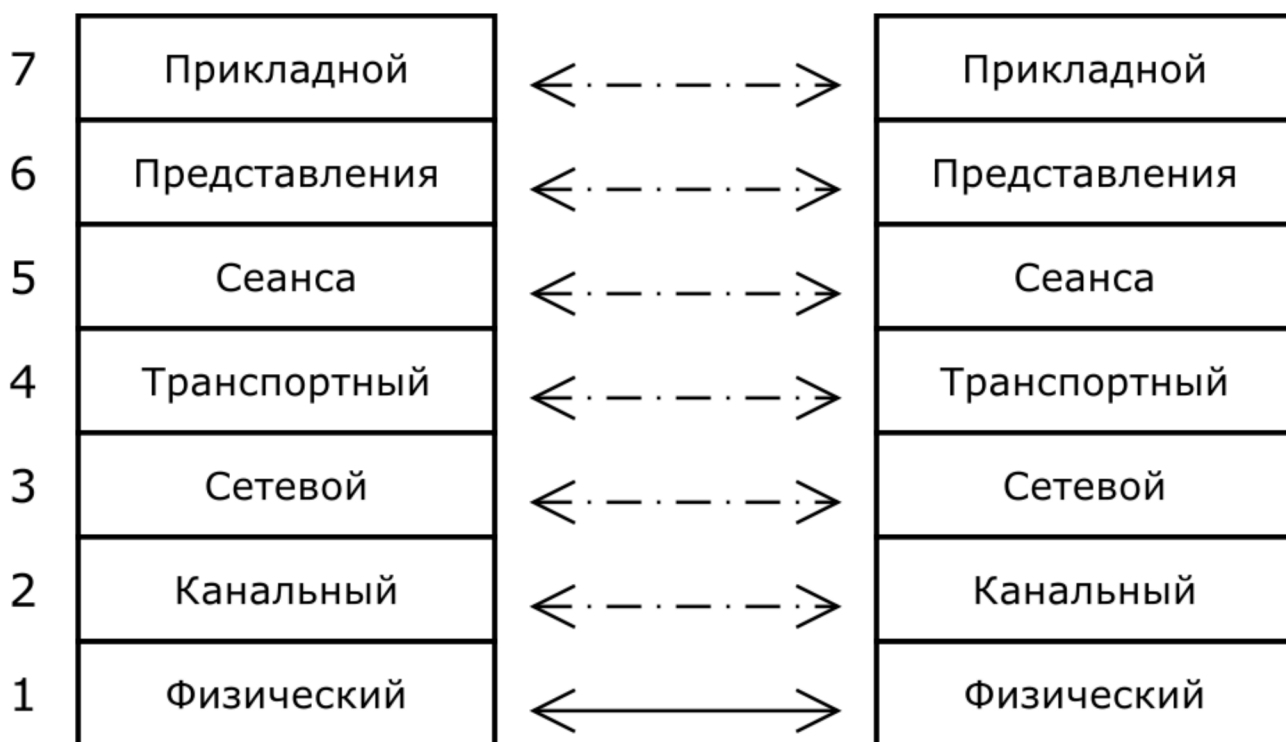 7 Прикладной Прикладной
6 Представления Представления
5 Сеанса Сеанса
4 Транспортный Транспортный
3 Сетевой Сетевой
2 Канальный Канальный
1 Физический Физический